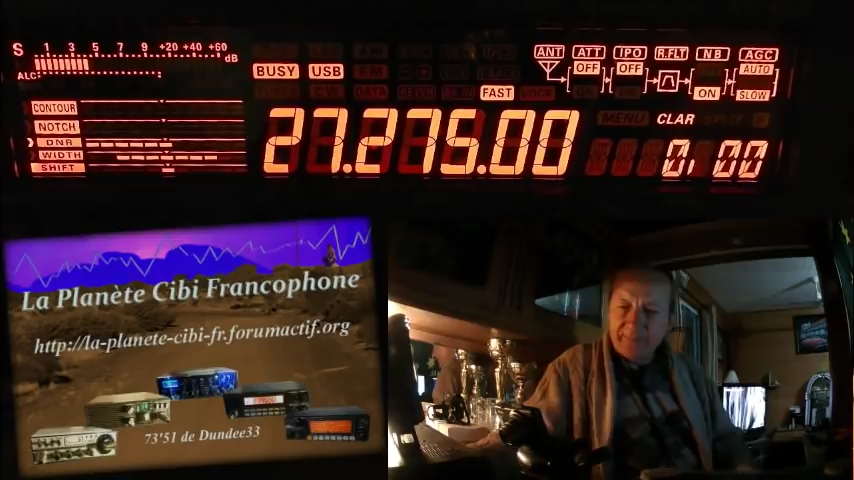 S 1 3 5 7 9 +20 +40 +60 dB
ALC
BUSY USB
FAST
ANT ATT IPO R.FLT NB AGC
OFF OFF AUTO
ON SLOW
CONTOUR
NOTCH
DNR
WIDTH
SHIFT
27.275.00
MENU CLAR SPLIT
0.00
La Planète Cibi Francophone
http://la-planete-cibi-fr.forumactif.org
73'51 de Dundee33